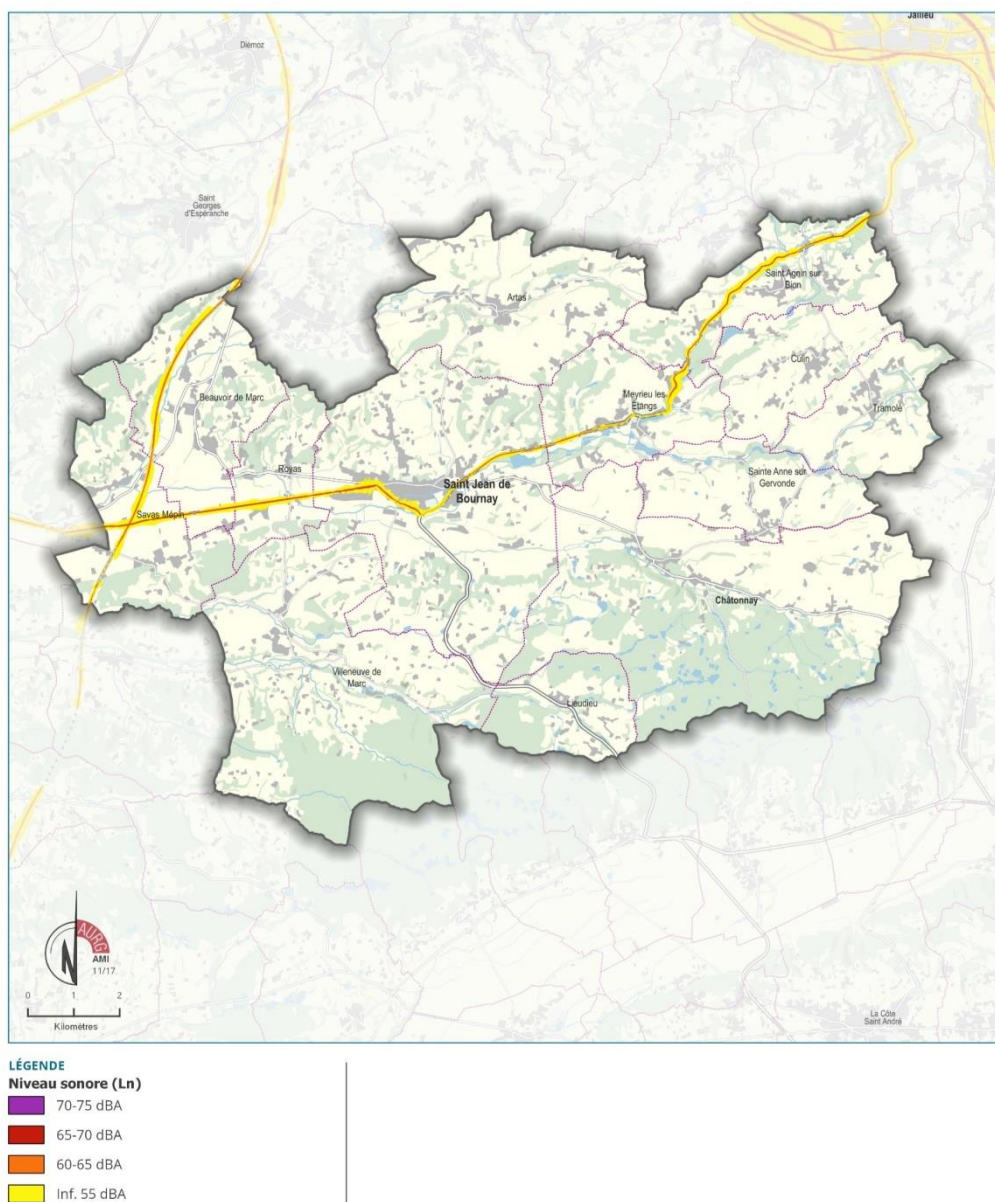 Jallieu
Diémoz
Saint
Georges
d'Espéranche
Saint Agnin sur
Bion
Artas
Culin
Beauvoir de Marc
Meyrieu les
Etangs
Tramolé
Royas
Saint Jean de
Bournay
Sainte Anne sur
Gervonde
Savas Mépin
Châtonnay
Villeneuve de
Marc
Lieudieu
AURG
N
AMI
11/17
0 1 2
Kilomètres
La Côte
Saint André
LÉGENDE
Niveau sonore (Ln)
70-75 dBA
65-70 dBA
60-65 dBA
Inf. 55 dBA